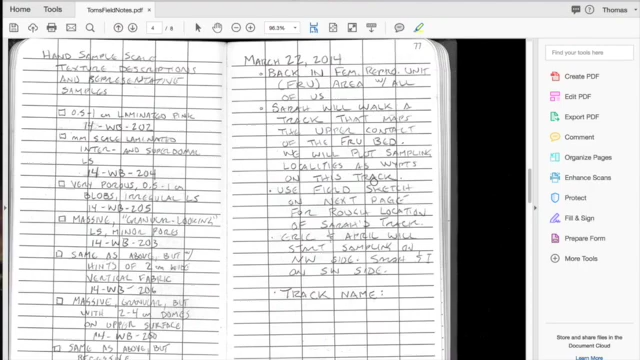 TomsFieldNotes.pdf
Thomas
4 / 8
96.3%
HAND SAMPLE SCALE
TEXTURE DESCRIPTIONS
AND REPRESENTATIVE
SAMPLES
0.5-1 cm LAMINATED PINK
14-WB-202
mm SCALE LAMINATED
INTER- AND SUPERDOMAL
LS
14-WB-204
VERY POROUS, 0.5-1 cm
BLOBS, IRREGULAR LS
14-WB-205
MASSIVE, "GRANULAR-LOOKING"
LS, MINOR PORES
14-WB-203
SAME AS ABOVE, BUT W/
HINTS OF 2 mm WIDE
VERTICAL FABRIC
14-WB-206
MASSIVE, GRANULAR, BUT
WITH 2-4 cm DOMES
ON UPPER SURFACE
14-WB-200
SAME AS ABOVE, BUT
77
MARCH 22, 2014
• BACK IN FEM. REPRO. UNIT
(FRU) AREA W/ ALL
OF US
• SARAH WILL WALK A
TRACK THAT MAPS
THE UPPER CONTACT
OF THE FRU BED.
WE WILL PLOT SAMPLING
LOCALITIES AS WYPTS
ON THIS TRACK.
• USE FIELD SKETCH
ON NEXT PAGE
FOR ROUGH LOCATION
OF SARAH'S TRACK.
• ERIC & APRIL WILL
START SAMPLING ON
NW SIDE. SARAH & I
ON SW SIDE.
• TRACK NAME:
Find your tools here
Create PDF
Edit PDF
Export PDF
Comment
Organize Pages
Enhance Scans
Protect
Fill & Sign
Prepare Form
More Tools
Store and share files in the
Document Cloud
Learn More